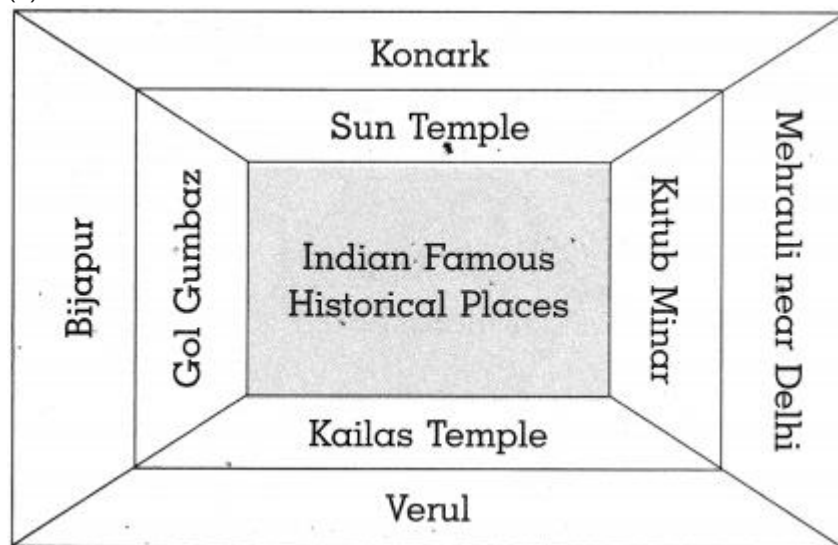 Konark
Sun Temple
Bijapur
Gol Gumbaz
Indian Famous
Historical Places
Kutub Minar
Mehrauli near Delhi
Kailas Temple
Verul